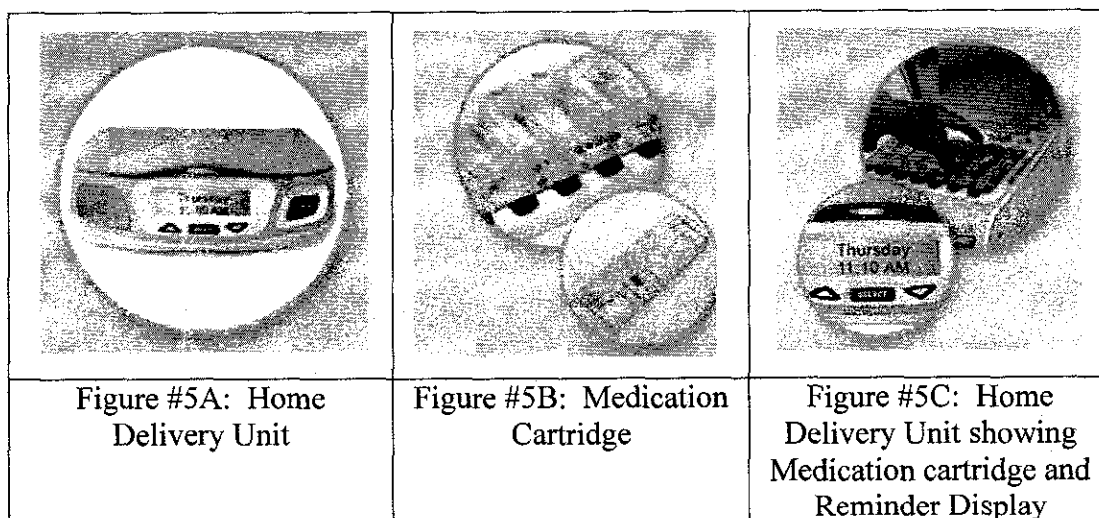 Thursday
11:10 AM
Thursday
11:10 AM
SELECT
Figure #5A: Home
Delivery Unit
Figure #5B: Medication
Cartridge
Figure #5C: Home
Delivery Unit showing
Medication cartridge and
Reminder Display